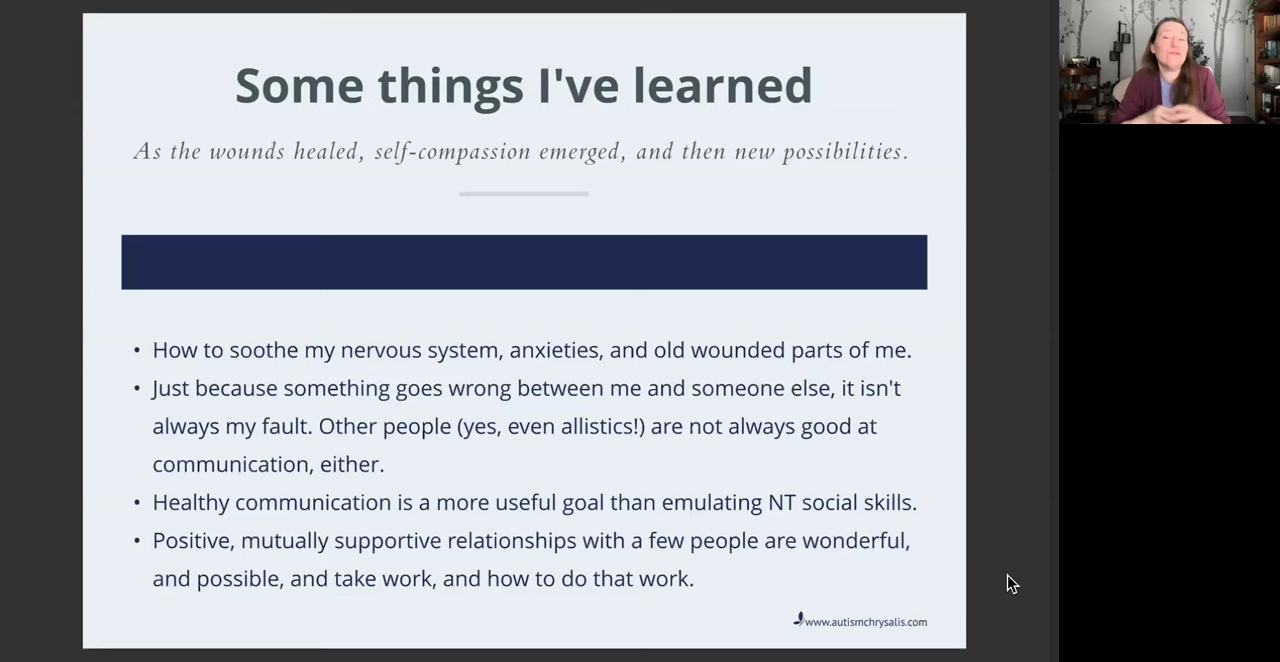 Some things I've learned
As the wounds healed, self-compassion emerged, and then new possibilities.
• How to soothe my nervous system, anxieties, and old wounded parts of me.
• Just because something goes wrong between me and someone else, it isn't
always my fault. Other people (yes, even allistics!) are not always good at
communication, either.
• Healthy communication is a more useful goal than emulating NT social skills.
• Positive, mutually supportive relationships with a few people are wonderful,
and possible, and take work, and how to do that work.
www.autismchrysalis.com